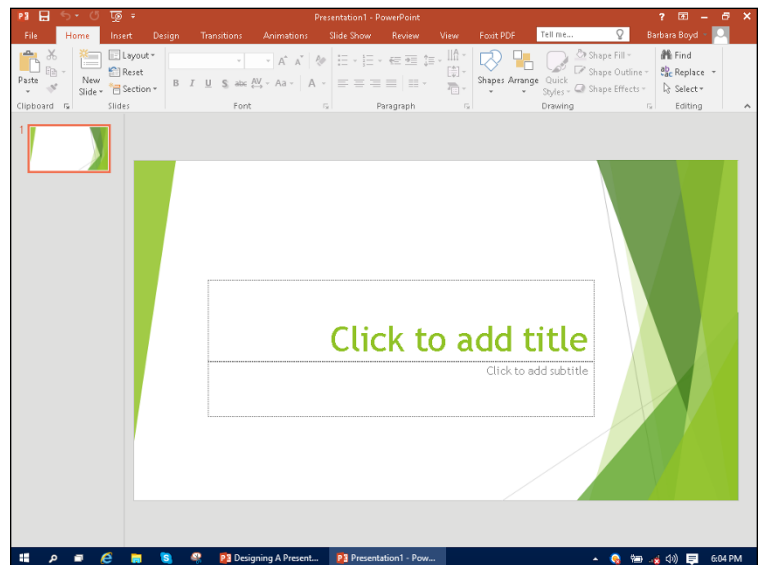 Presentation1 - PowerPoint
File Home Insert Design Transitions Animations Slide Show Review View Foxit PDF Tell me... Barbara Boyd
Paste
New
Slide
Layout
Reset
Section
B I U S abc AV Aa A A A
Shapes Arrange Quick
Styles
Shape Fill
Shape Outline
Shape Effects
Find
Replace
Select
Clipboard Slides Font Paragraph Drawing Editing
1
Click to add title
Click to add subtitle
Designing A Present... Presentation1 - Pow... 6:04 PM